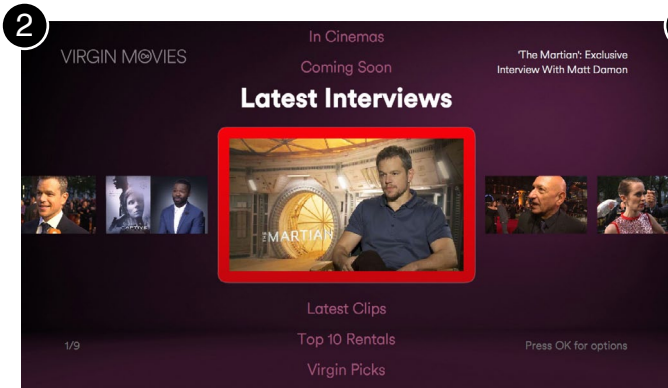 2
VIRGIN MOVIES
In Cinemas
Coming Soon
Latest Interviews
'The Martian': Exclusive
Interview With Matt Damon
CAPTIVE
THE MARTIAN
Latest Clips
Top 10 Rentals
Virgin Picks
1/9
Press OK for options